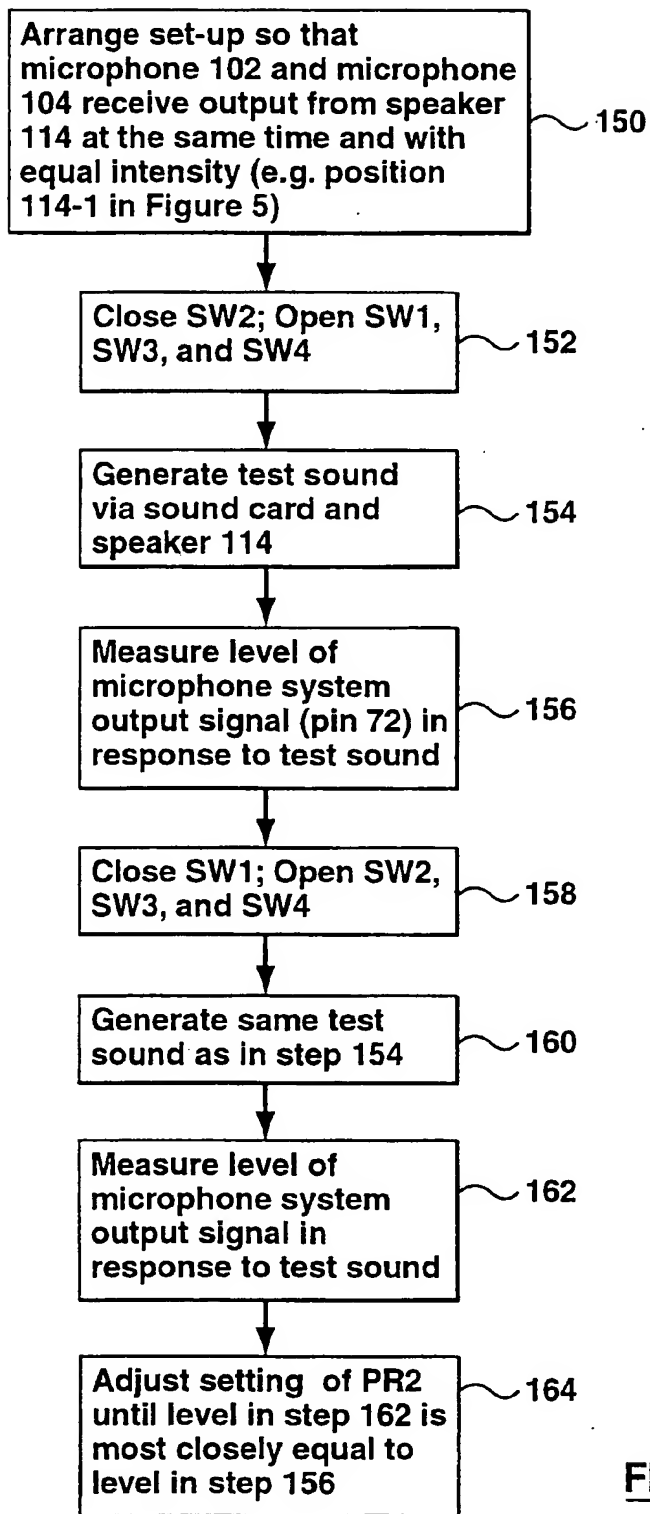 Arrange set-up so that
microphone 102 and microphone
104 receive output from speaker
114 at the same time and with
equal intensity (e.g. position
114-1 in Figure 5)
150
Close SW2; Open SW1,
SW3, and SW4
152
Generate test sound
via sound card and
speaker 114
154
Measure level of
microphone system
output signal (pin 72) in
response to test sound
156
Close SW1; Open SW2,
SW3, and SW4
158
Generate same test
sound as in step 154
160
Measure level of
microphone system
output signal in
response to test sound
162
Adjust setting of PR2
until level in step 162 is
most closely equal to
level in step 156
164